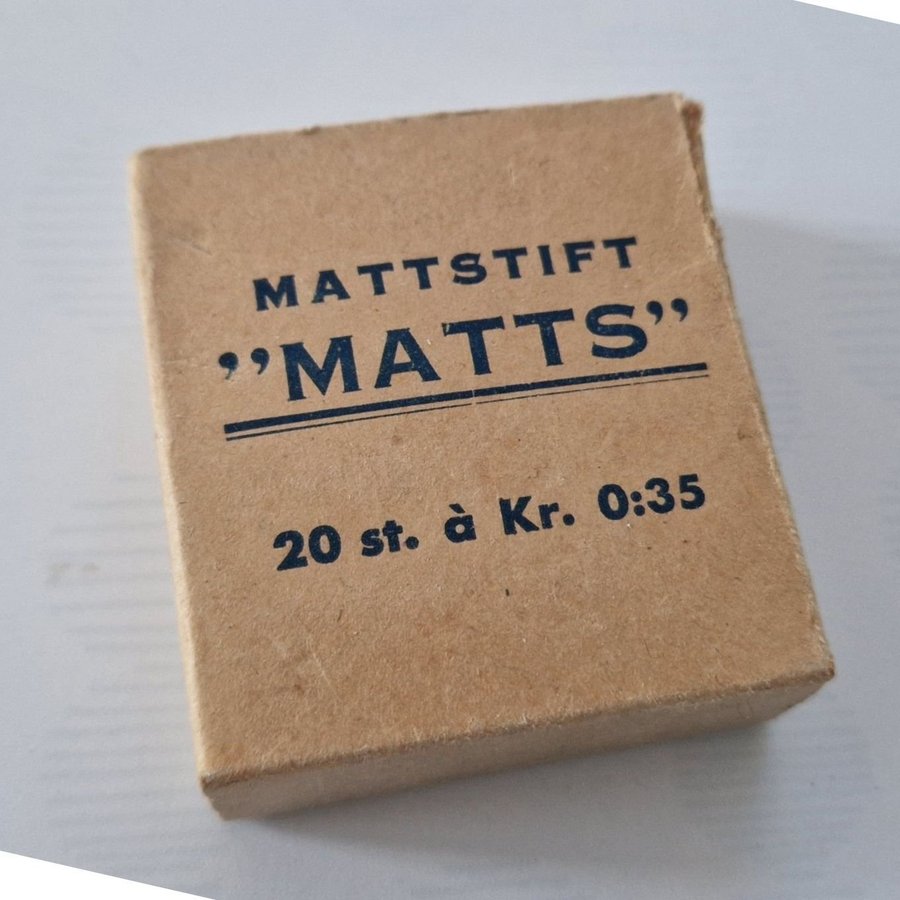 MATTSTIFT
”MATTS”
20 st. à Kr. 0:35